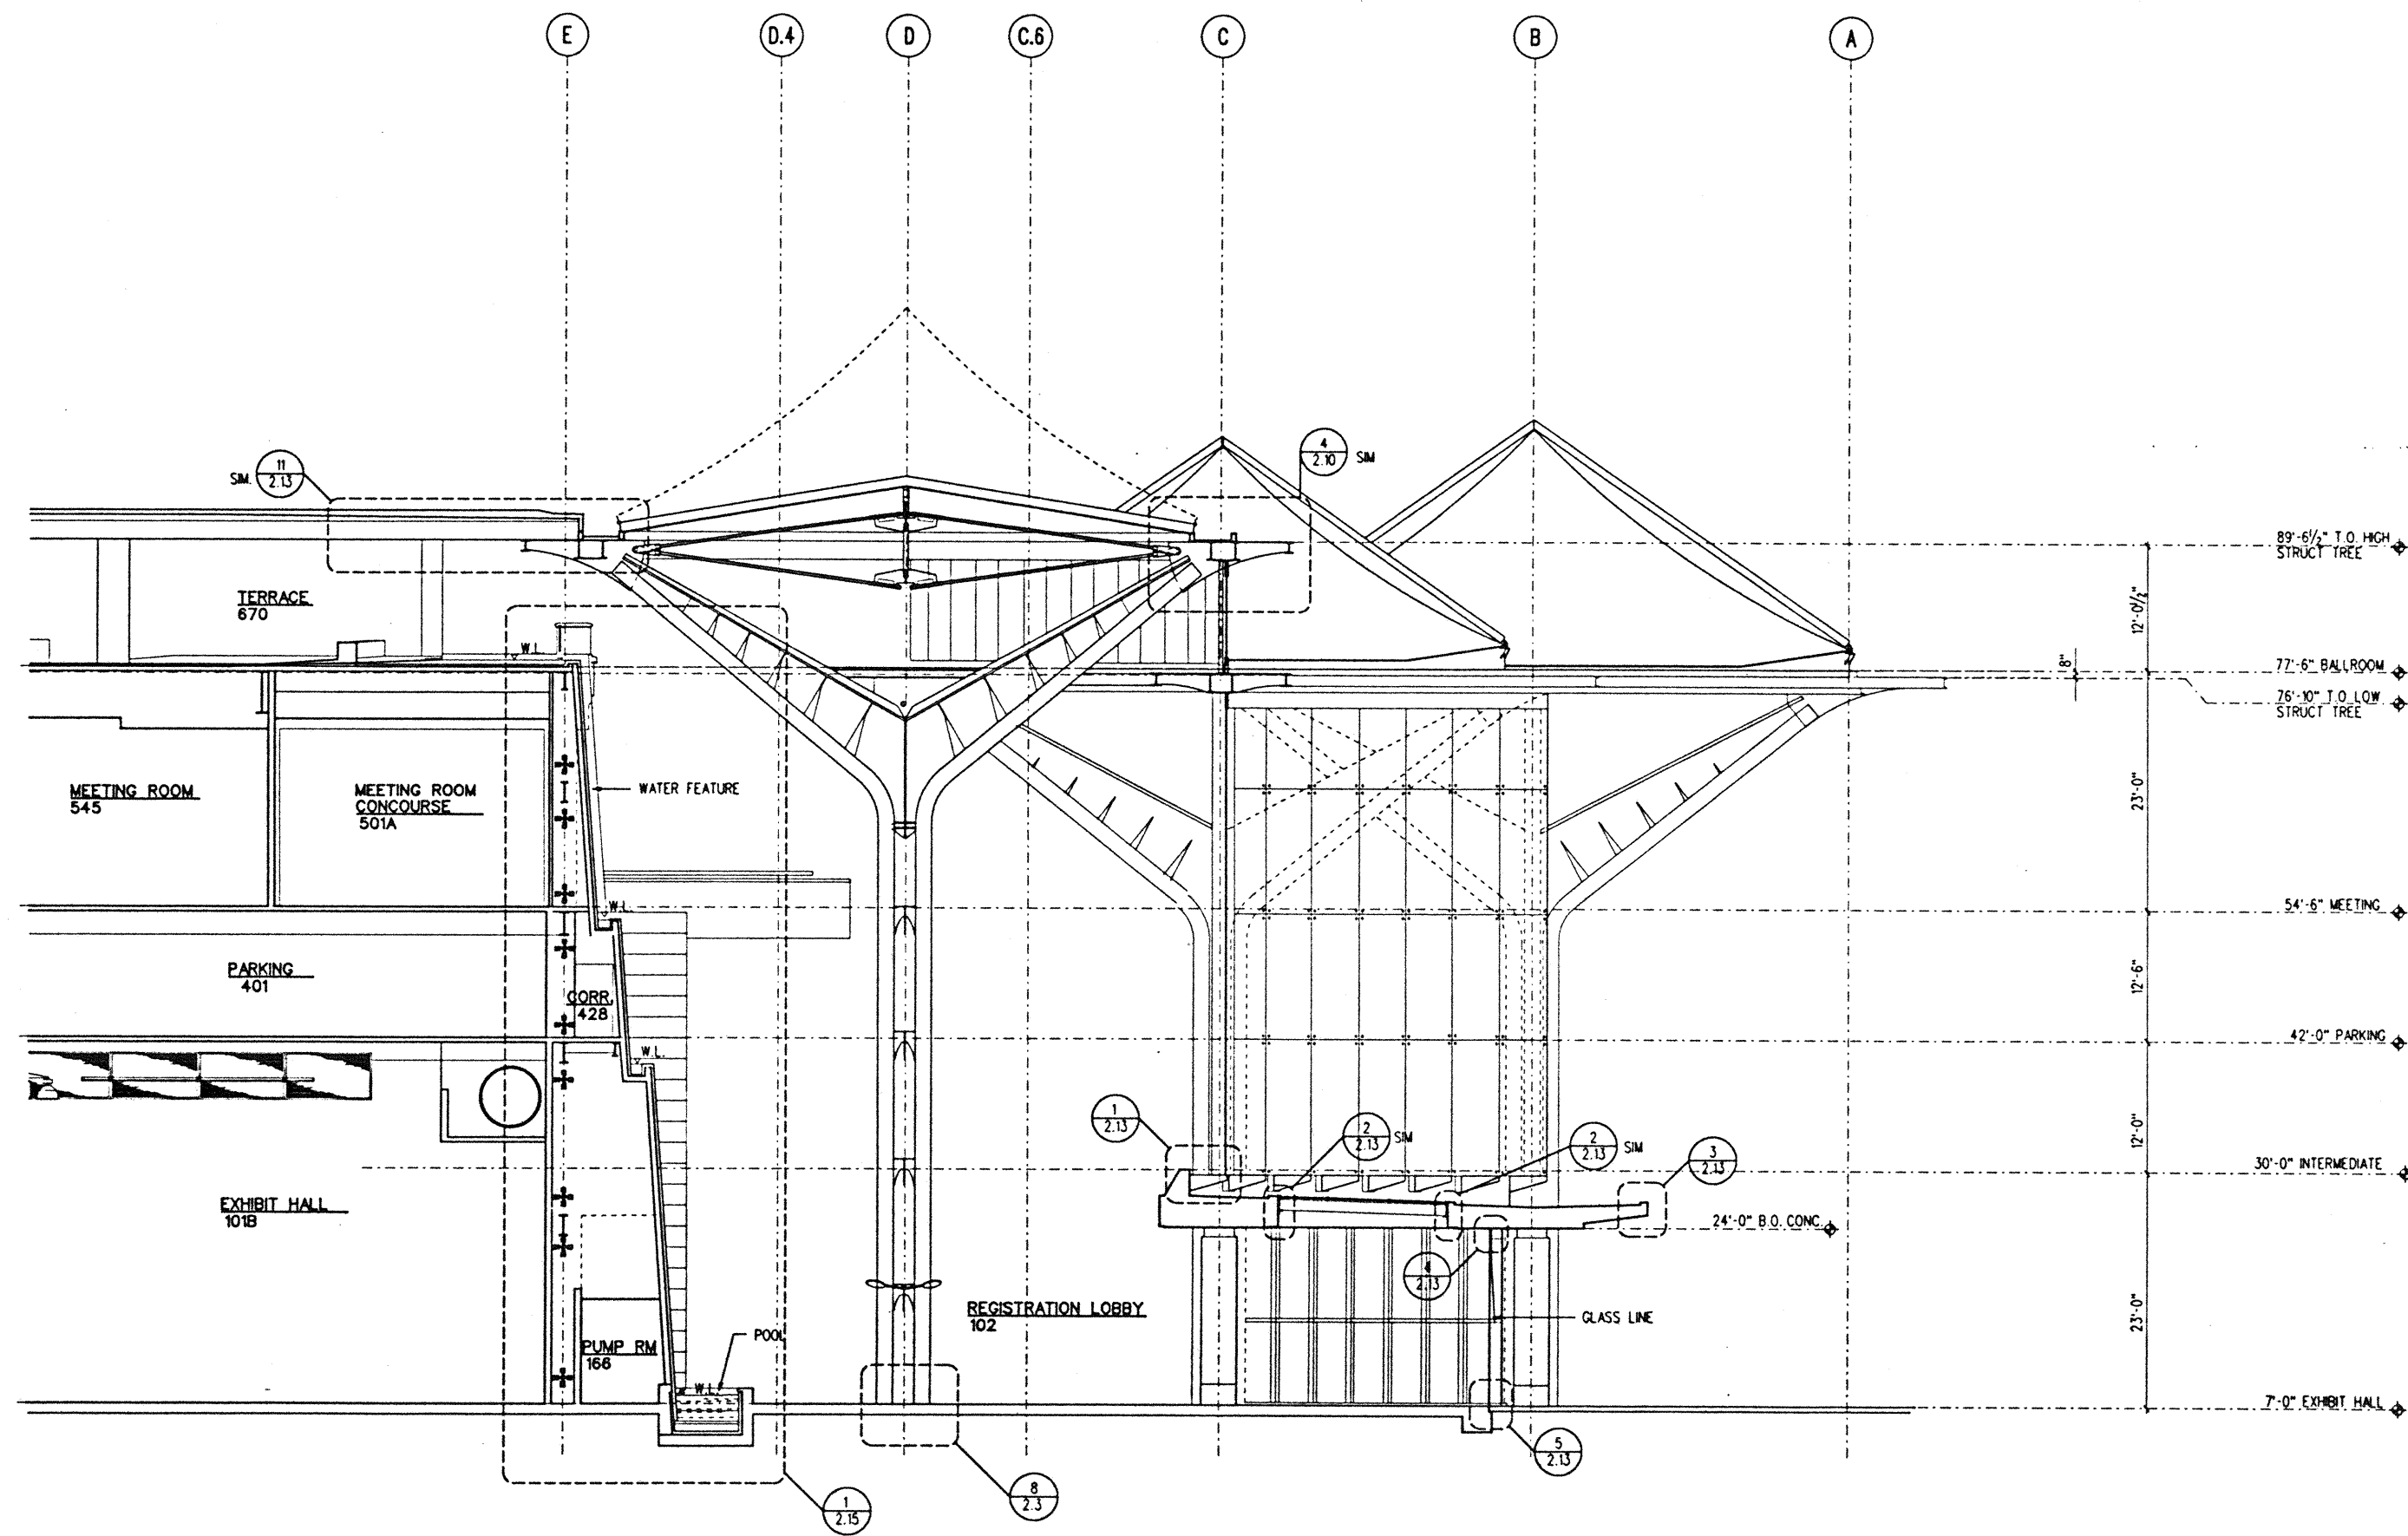 E
D.4
D
C.6
C
B
A
11
2.13
SIM.
4
2.10
SIM
89'-6½" T.O. HIGH
STRUCT TREE
12'-0½"
TERRACE
670
W.L.
77'-6" BALLROOM
8"
76'-10" T.O. LOW
STRUCT TREE
MEETING ROOM
545
MEETING ROOM
CONCOURSE
501A
WATER FEATURE
23'-0"
W.L.
54'-6" MEETING
PARKING
401
CORR.
428
12'-6"
42'-0" PARKING
W.L.
1
2.13
2
2.13
SIM
2
2.13
SIM
3
2.13
12'-0"
30'-0" INTERMEDIATE
EXHIBIT HALL
101B
24'-0" B.O. CONC.
2.13
REGISTRATION LOBBY
102
GLASS LINE
23'-0"
PUMP RM
166
POOL
W.L.
7'-0" EXHIBIT HALL
5
2.13
8
2.3
1
2.15